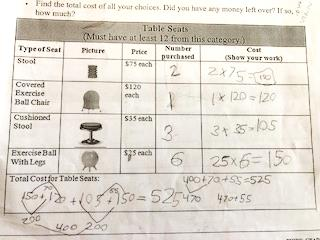 Find the total cost of all your choices. Did you have any money left over? If so,
how much?
Table Seats
(Must have at least 12 from this category.)
Type of Seat Picture Price Number purchased Cost (Show your work)
Stool $75 each 2 2x75=150
Covered Exercise Ball Chair $120 each 1 1x120=120
Cushioned Stool $35 each 3 3x35=105
Exercise Ball With Legs $25 each 6 25x6=150
Total Cost for Table Seats: 400+70+55=525
70 55
150+120+105+150=525 470 470+55
200 400 200